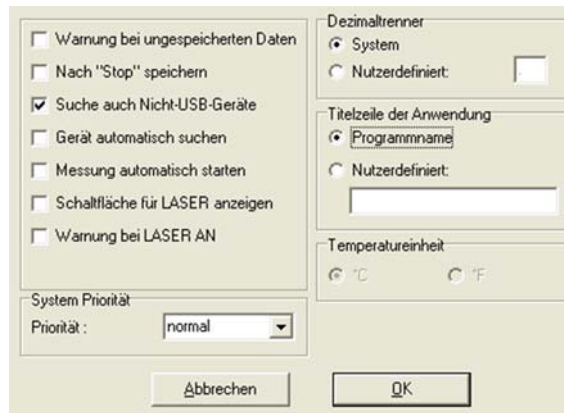 Warnung bei ungespeicherten Daten
Nach "Stop" speichern
Suche auch Nicht-USB-Geräte
Gerät automatisch suchen
Messung automatisch starten
Schaltfläche für LASER anzeigen
Warnung bei LASER AN
System Priorität
Priorität :
normal
Dezimaltrenner
System
Nutzerdefiniert:
Titelzeile der Anwendung
Programmname
Nutzerdefiniert:
Temperatureinheit
°C °F
Abbrechen
OK